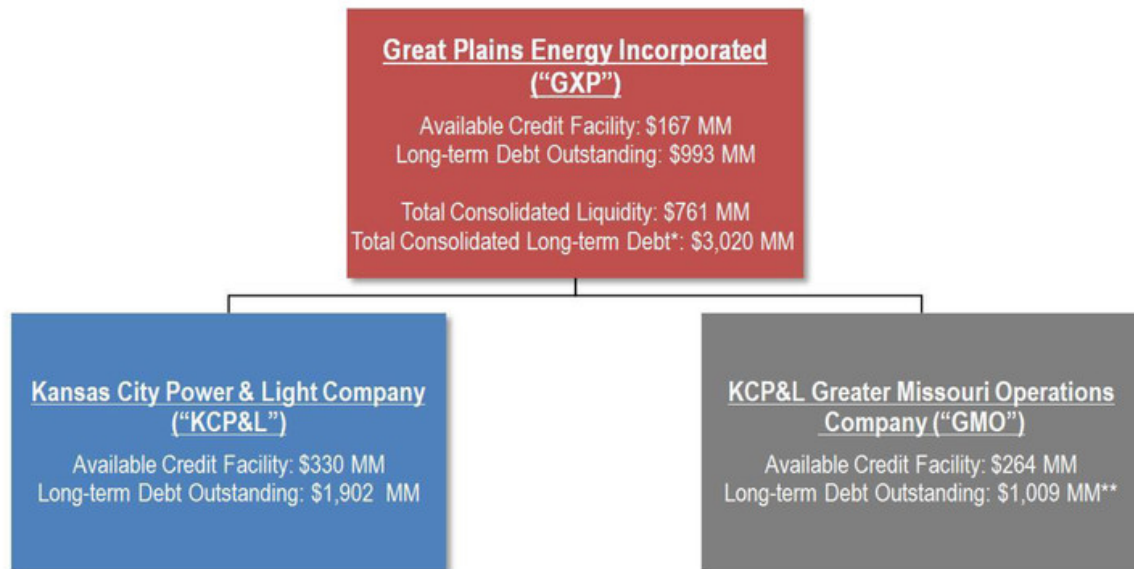 Great Plains Energy Incorporated
(“GXP”)
Available Credit Facility: $167 MM
Long-term Debt Outstanding: $993 MM
Total Consolidated Liquidity: $761 MM
Total Consolidated Long-term Debt*: $3,020 MM
Kansas City Power & Light Company
(“KCP&L”)
Available Credit Facility: $330 MM
Long-term Debt Outstanding: $1,902 MM
KCP&L Greater Missouri Operations
Company (“GMO”)
Available Credit Facility: $264 MM
Long-term Debt Outstanding: $1,009 MM**